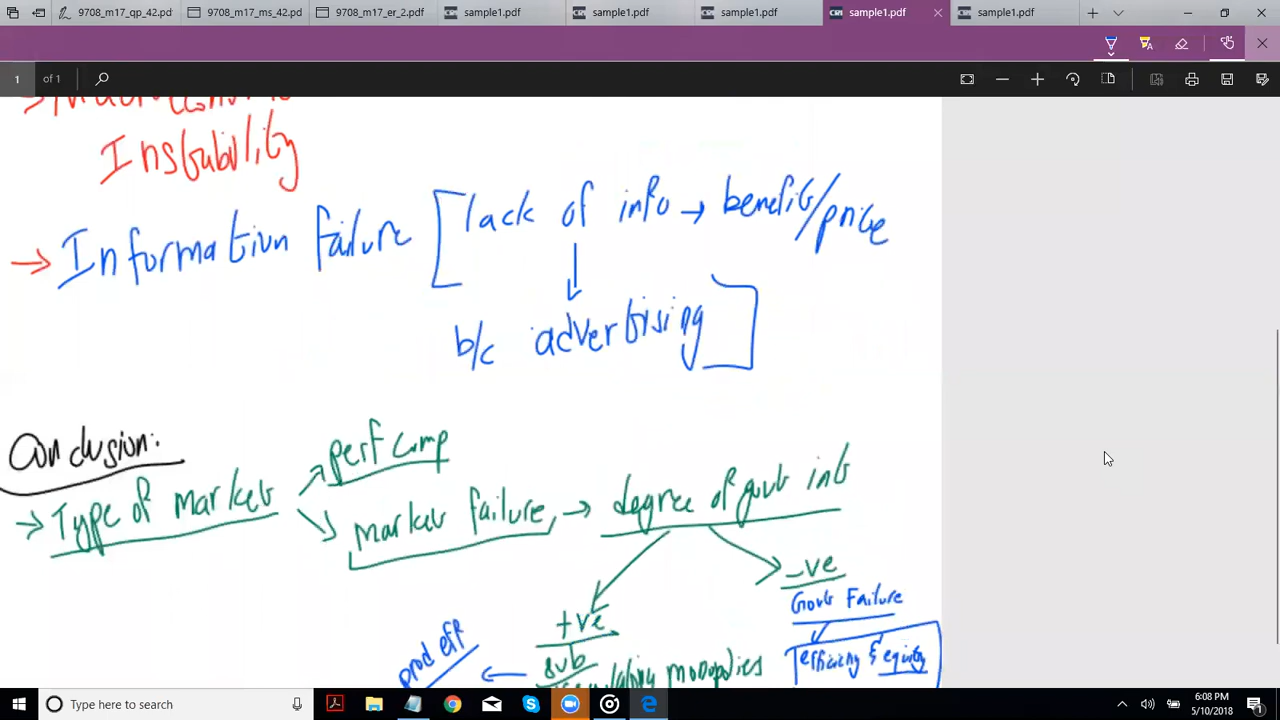 9708_m17_qp_42.pd 9708_m17_ms_42.pd 9708_m17_er_2.pdf sample1.pdf sample1.pdf sample1.pdf sample1.pdf sample1.pdf
1 of 1
Instability
→ Information failure [lack of info → benefit/price
b/c advertising]
Conclusion:
perf comp
→ Type of market
market failure, → degree of govt int
-ve
Govt Failure
+ve
prod eff
sub
efficiency & equity
monopolies
Type here to search
6:08 PM
5/10/2018